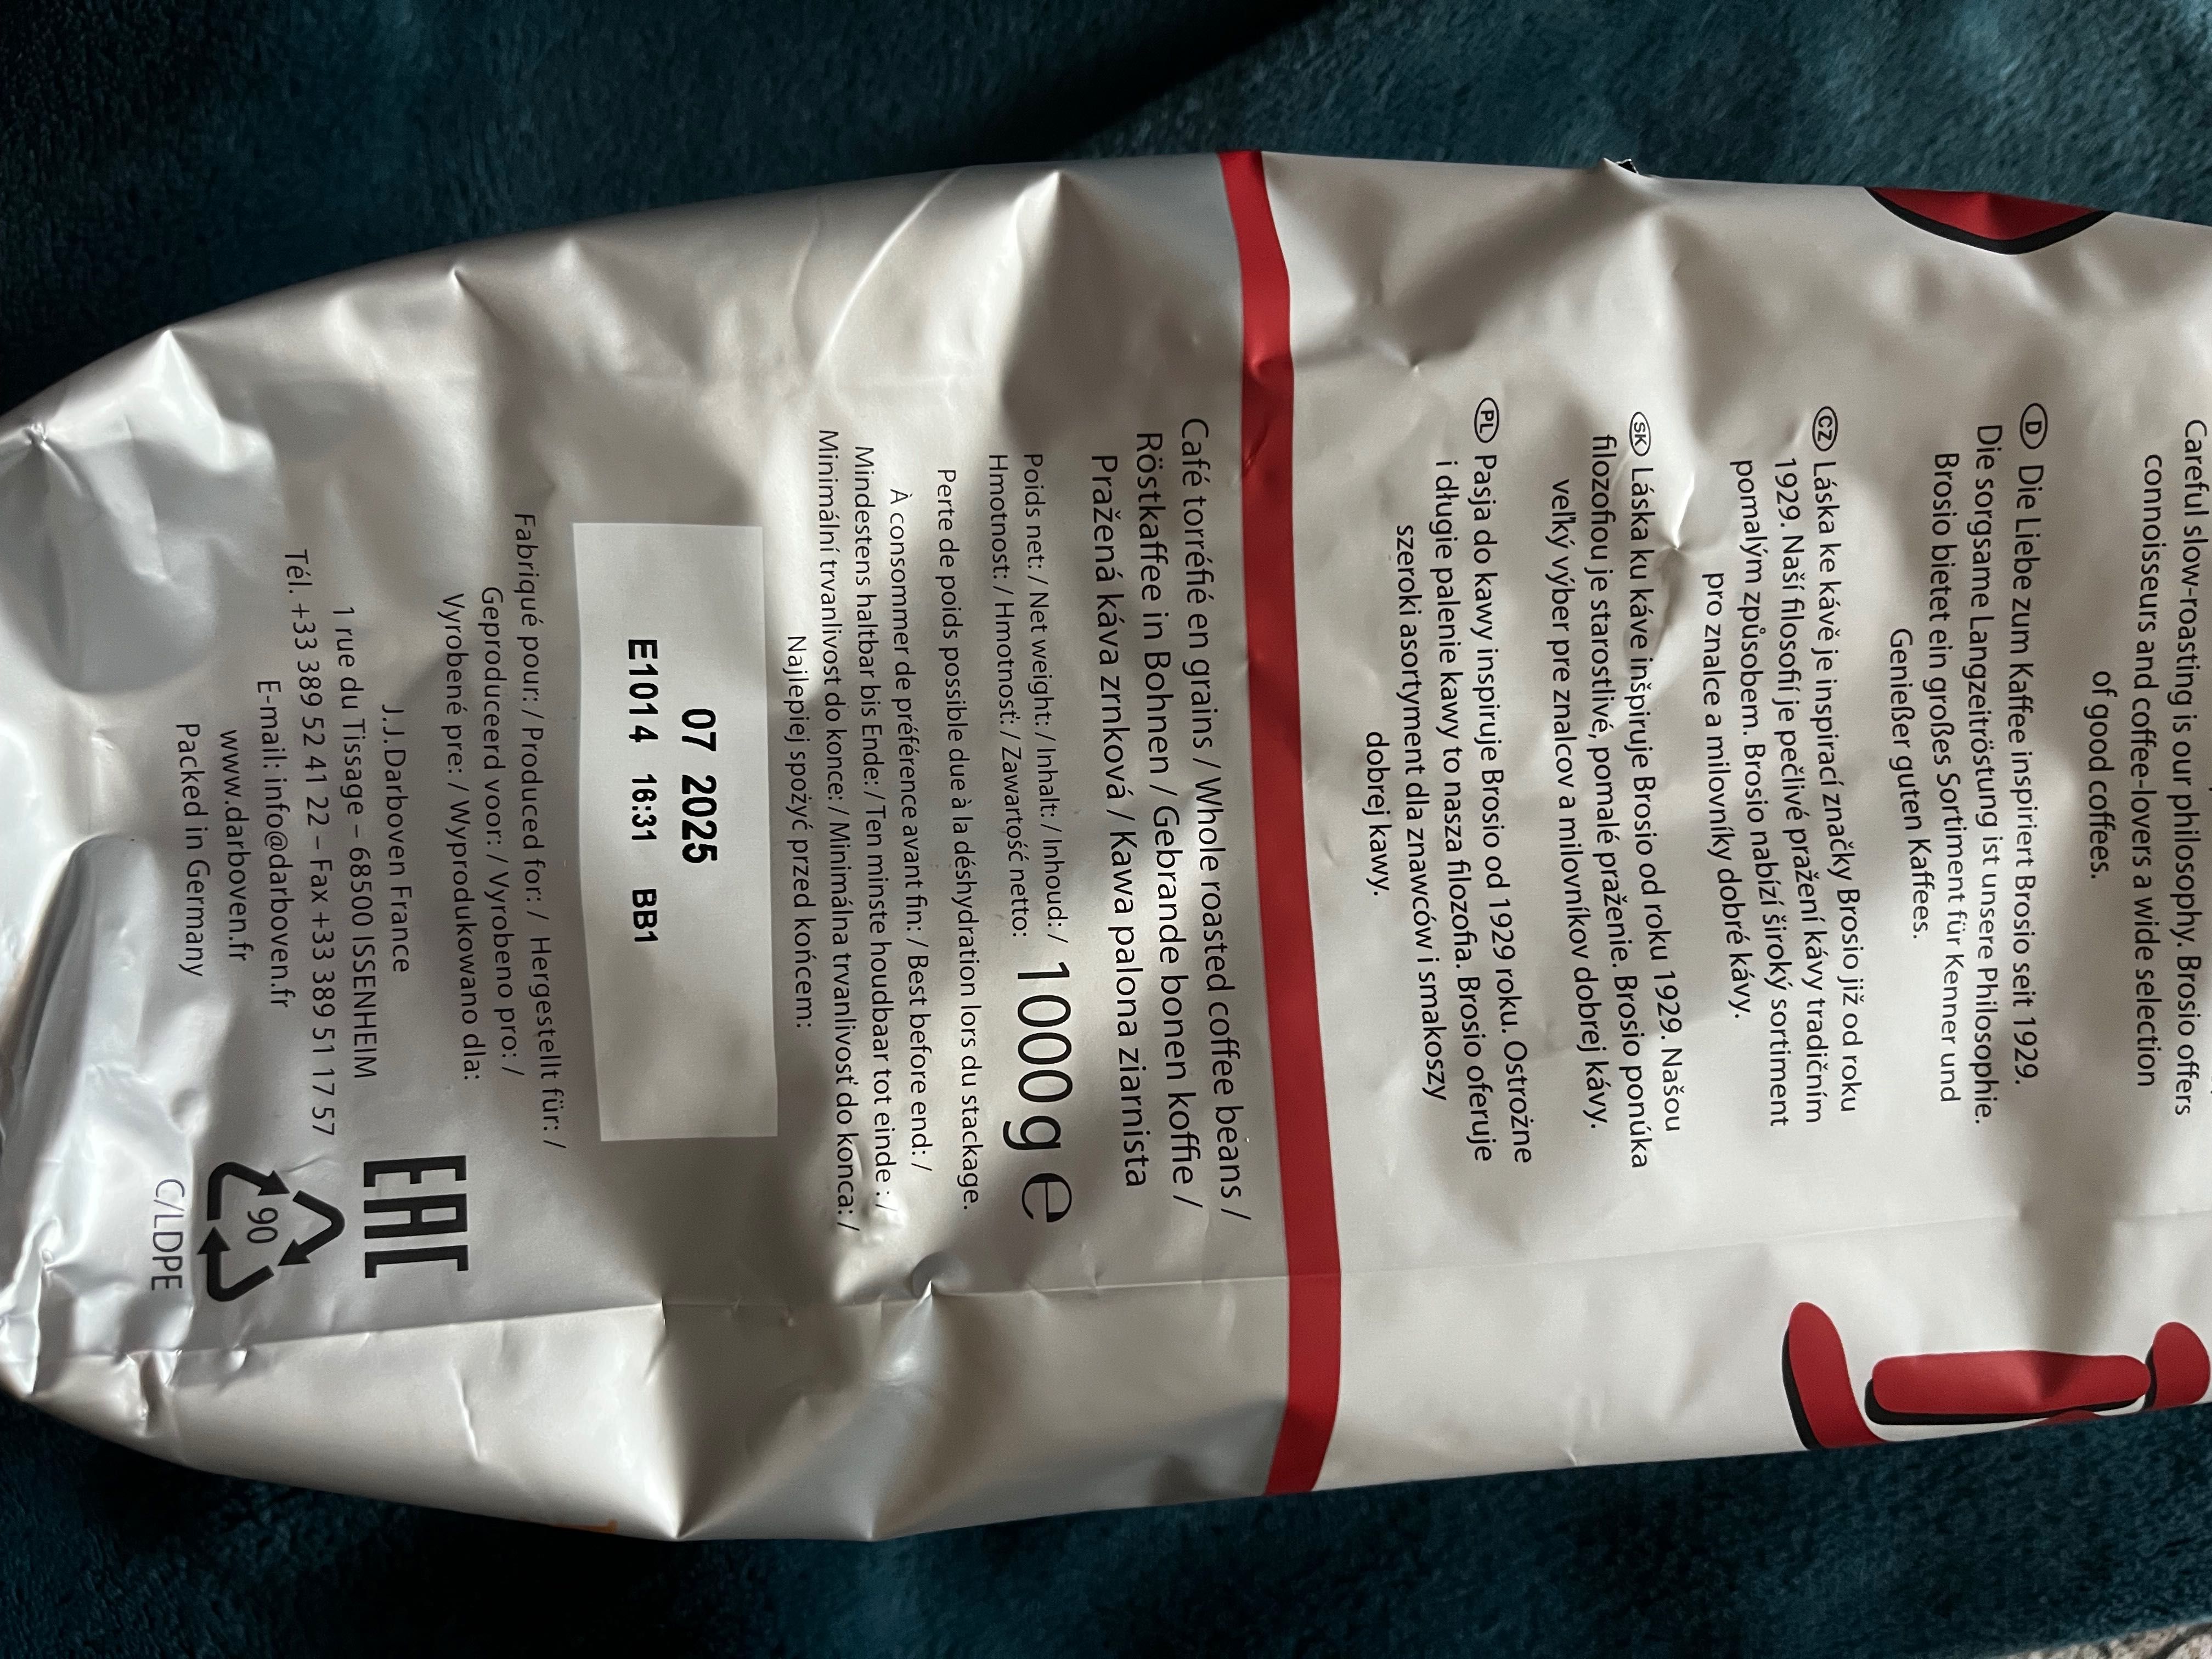 Careful slow-roasting is our philosophy. Brosio offers
connoisseurs and coffee-lovers a wide selection
of good coffees.
D Die Liebe zum Kaffee inspiriert Brosio seit 1929.
Die sorgsame Langzeitröstung ist unsere Philosophie.
Brosio bietet ein großes Sortiment für Kenner und
Genießer guten Kaffees.
CZ Láska ke kávě je inspirací značky Brosio již od roku
1929. Naší filosofií je pečlivé pražení kávy tradičním
pomalým způsobem. Brosio nabízí široký sortiment
pro znalce a milovníky dobré kávy.
SK Láska ku káve inšpiruje Brosio od roku 1929. Našou
filozofiou je starostlivé, pomalé praženie. Brosio ponúka
veľký výber pre znalcov a milovníkov dobrej kávy.
PL Pasja do kawy inspiruje Brosio od 1929 roku. Ostrożne
i długie palenie kawy to nasza filozofia. Brosio oferuje
szeroki asortyment dla znawców i smakoszy
dobrej kawy.
Café torréfié en grains / Whole roasted coffee beans /
Röstkaffee in Bohnen / Gebrande bonen koffie /
Pražená káva zrnková / Kawa palona ziarnista
Poids net: / Net weight: / Inhalt: / Inhoud: /
Hmotnost: / Hmotnosť: / Zawartość netto:
1000 g e
Perte de poids possible due à la déshydration lors du stackage.
À consommer de préférence avant fin: / Best before end: /
Mindestens haltbar bis Ende: / Ten minste houdbaar tot einde : /
Minimální trvanlivost do konce: / Minimálna trvanlivosť do konca: /
Najlepiej spożyć przed końcem:
07 2025
E1014 16:31 BB1
Fabriqué pour: / Produced for: / Hergestellt für: /
Geproduceerd voor: / Vyrobeno pro: /
Vyrobené pre: / Wyprodukowano dla:
J.J.Darboven France
1 rue du Tissage – 68500 ISSENHEIM
Tél. +33 389 52 41 22 – Fax +33 389 51 17 57
E-mail: info@darboven.fr
www.darboven.fr
Packed in Germany
EAC
90
C/LDPE